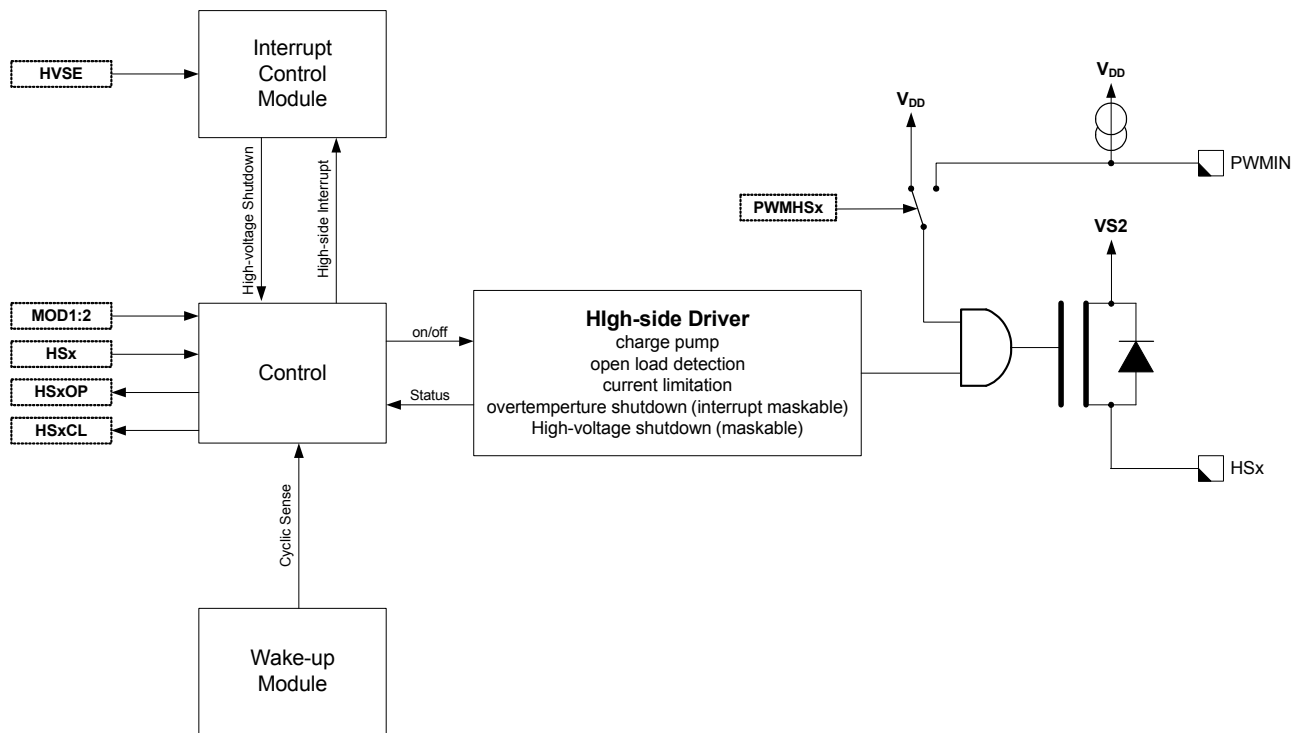 Interrupt
Control
Module
HVSE
High-voltage Shutdown
High-side Interrupt
VDD
VDD
PWMIN
PWMHSx
VS2
MOD1:2
HSx
HSxOP
HSxCL
Control
on/off
Status
HIgh-side Driver
charge pump
open load detection
current limitation
overtemperture shutdown (interrupt maskable)
High-voltage shutdown (maskable)
HSx
Cyclic Sense
Wake-up
Module